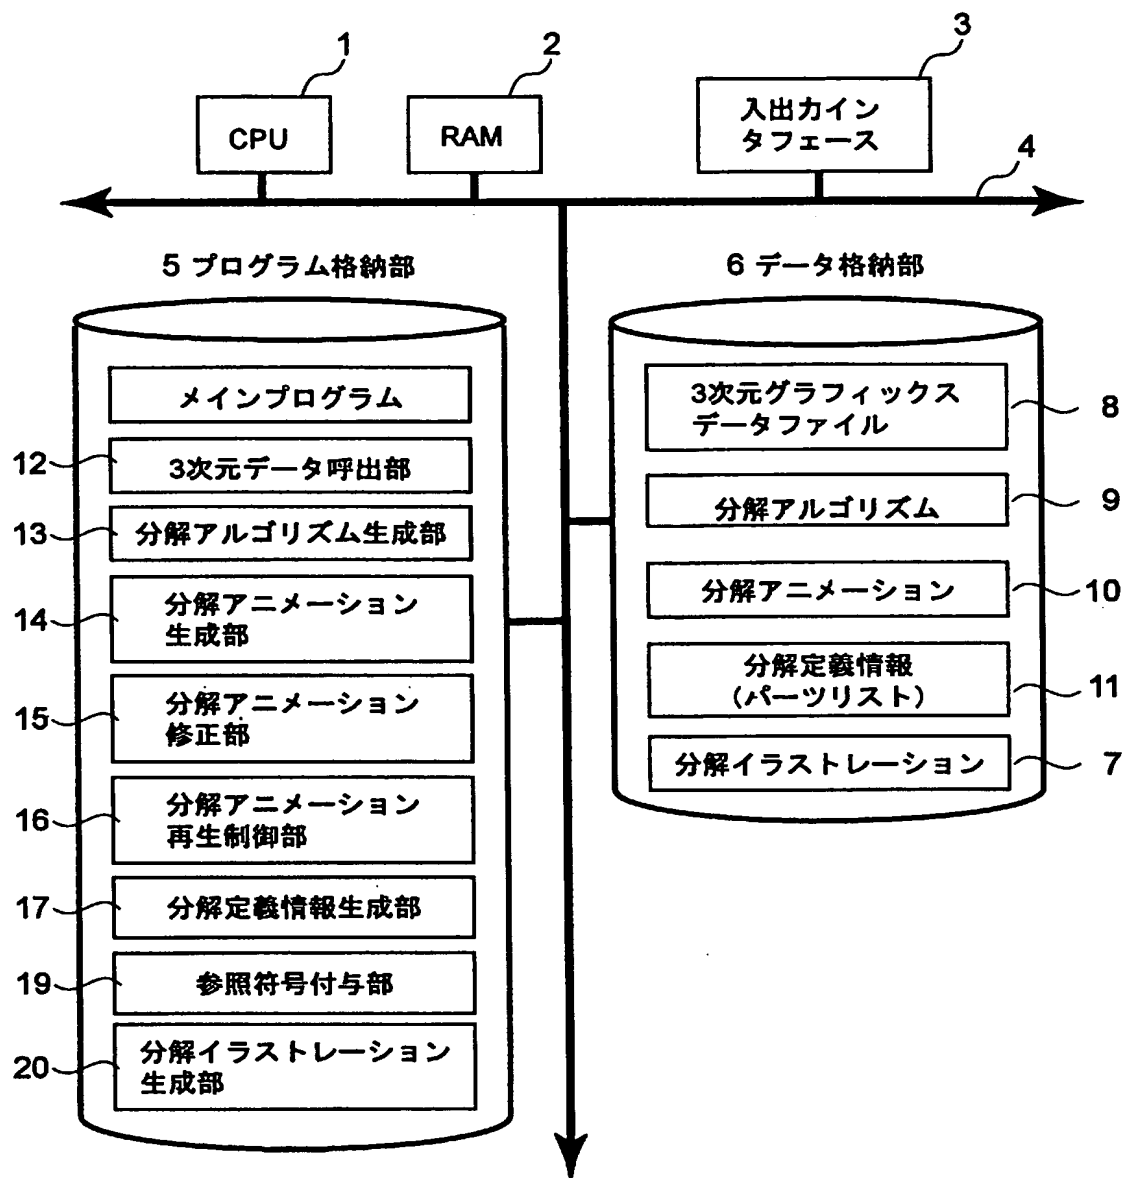 1
2
3
CPU
RAM
入出力イン
タフェース
4
5 プログラム格納部
メインプログラム
12
3次元データ呼出部
13
分解アルゴリズム生成部
14
分解アニメーション
生成部
15
分解アニメーション
修正部
16
分解アニメーション
再生制御部
17
分解定義情報生成部
19
参照符号付与部
20
分解イラストレーション
生成部
6 データ格納部
3次元グラフィックス
データファイル
8
分解アルゴリズム
9
分解アニメーション
10
分解定義情報
(パーツリスト)
11
分解イラストレーション
7